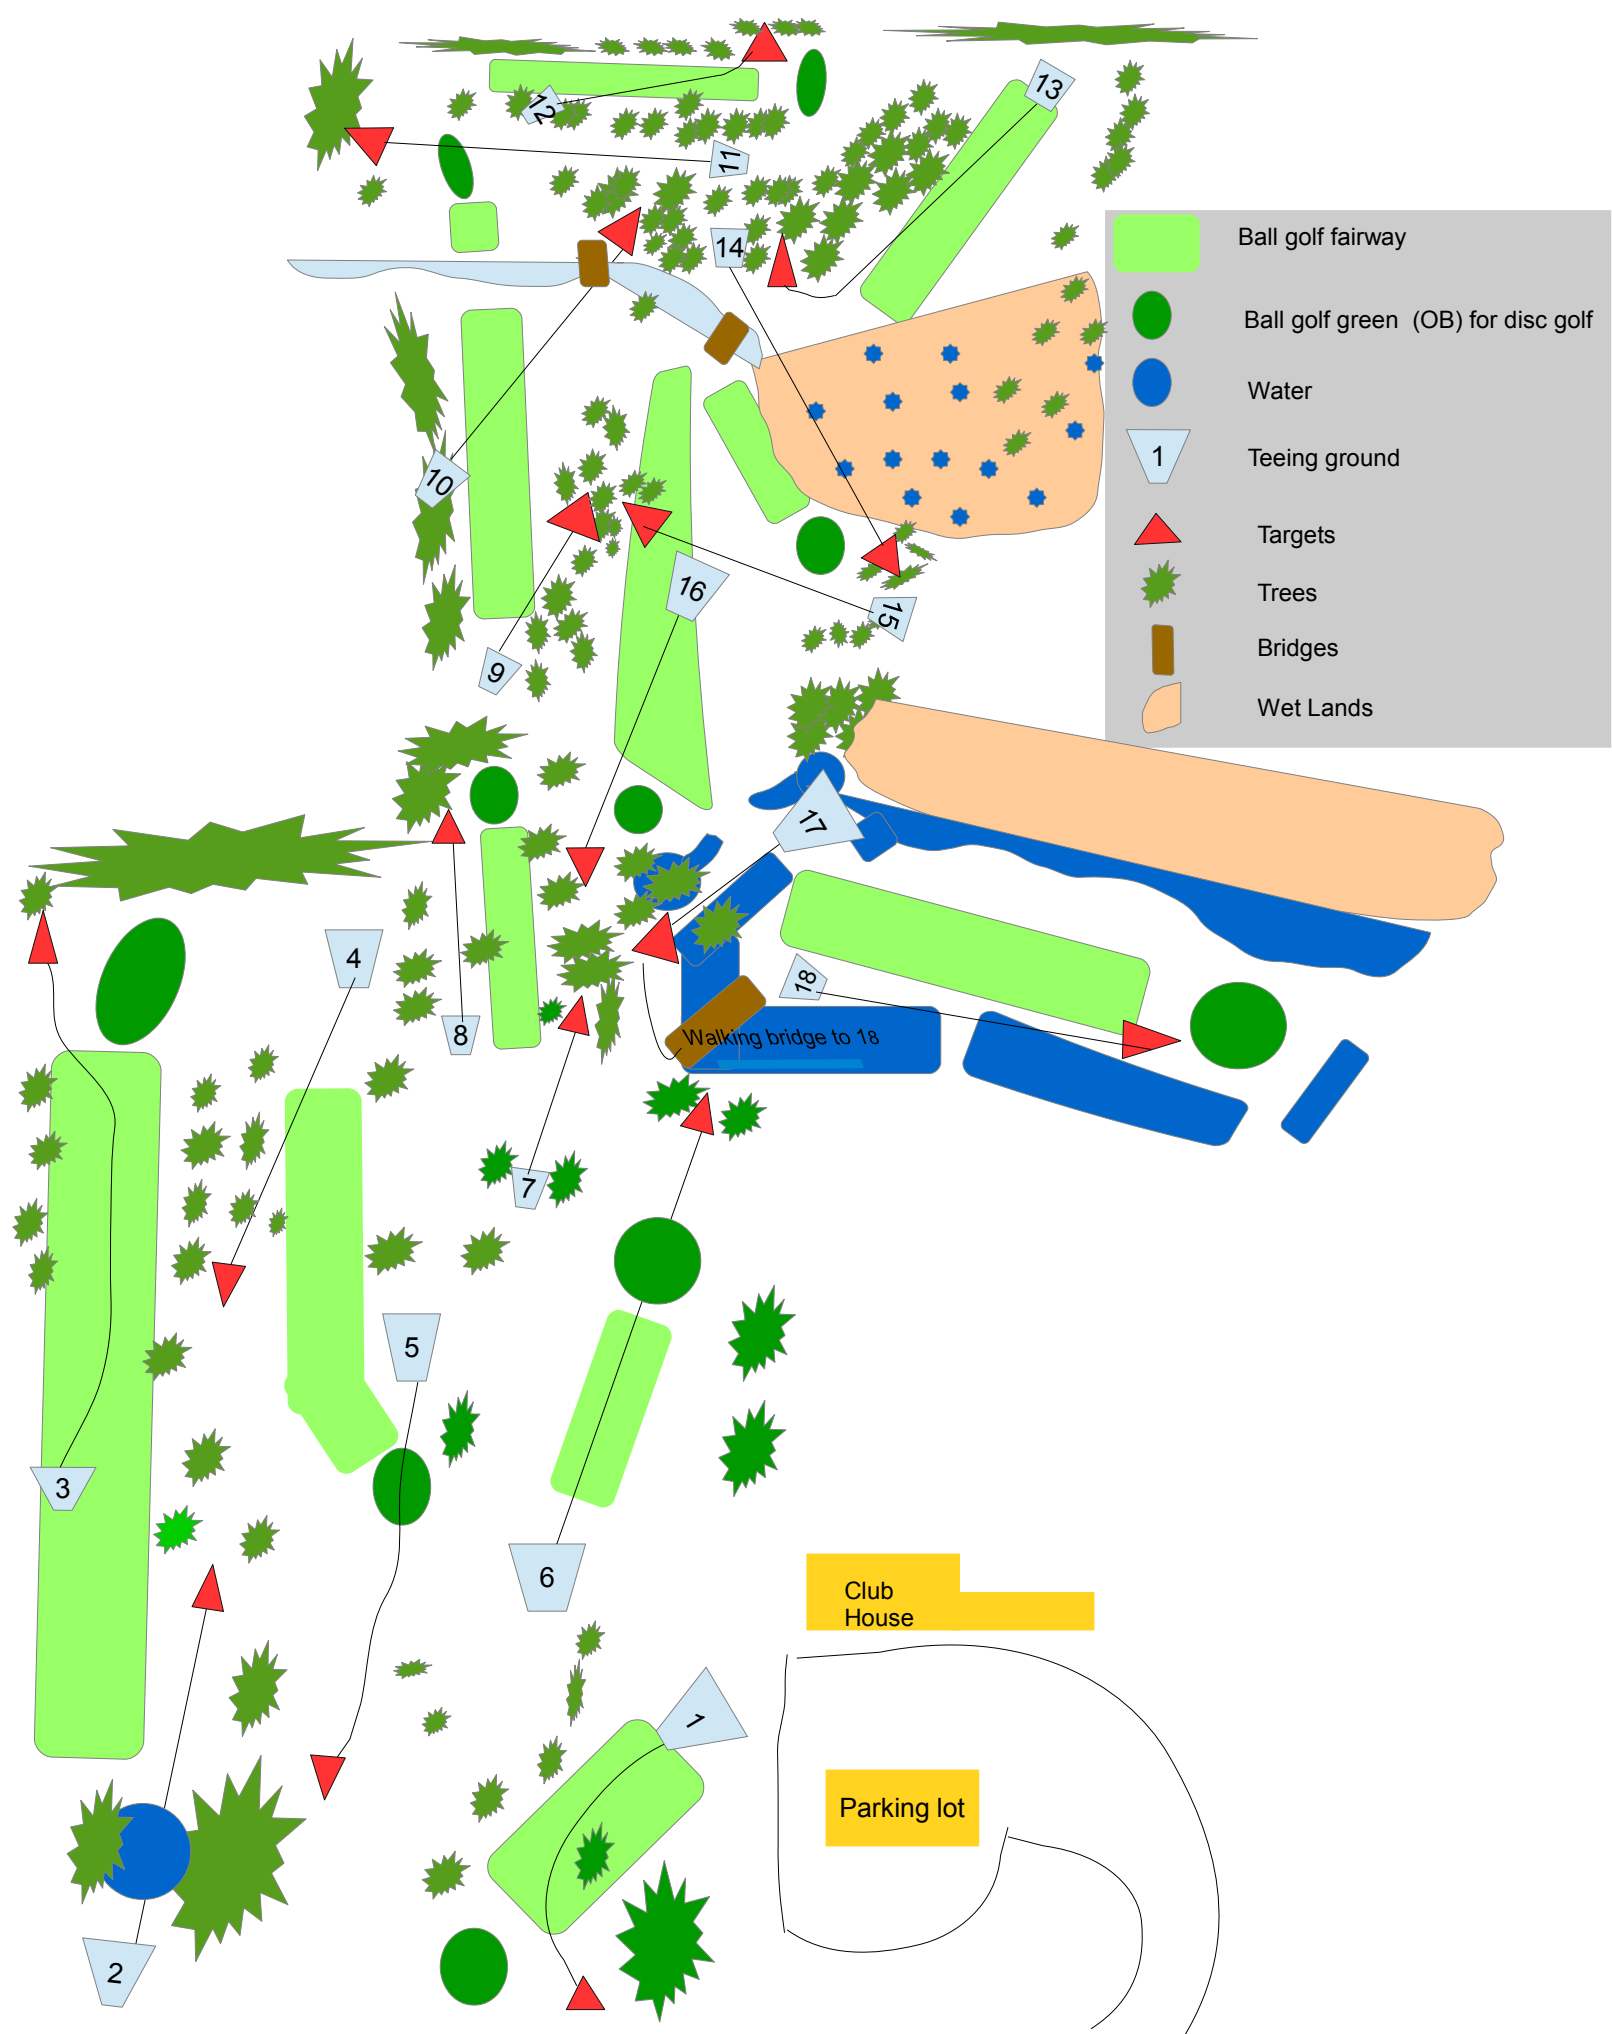 12
13
11
14
Ball golf fairway
Ball golf green  (OB) for disc golf
Water
1
Teeing ground
Targets
Trees
Bridges
Wet Lands
10
16
15
9
17
4
18
8
Walking bridge to 18
7
5
3
6
Club
House
1
Parking lot
2